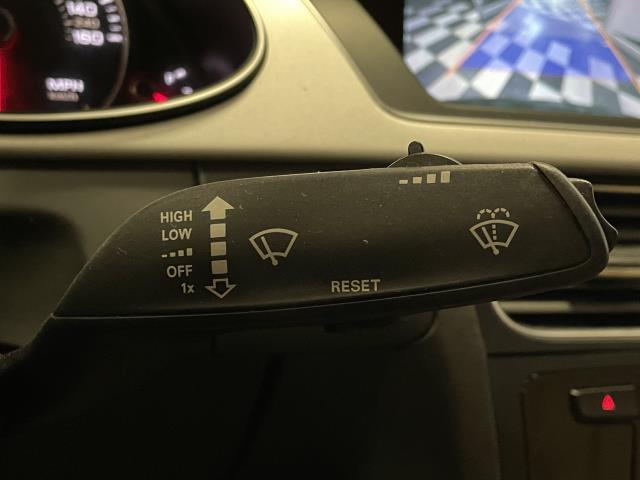 140
160
MPH
HIGH
LOW
OFF
1x
RESET